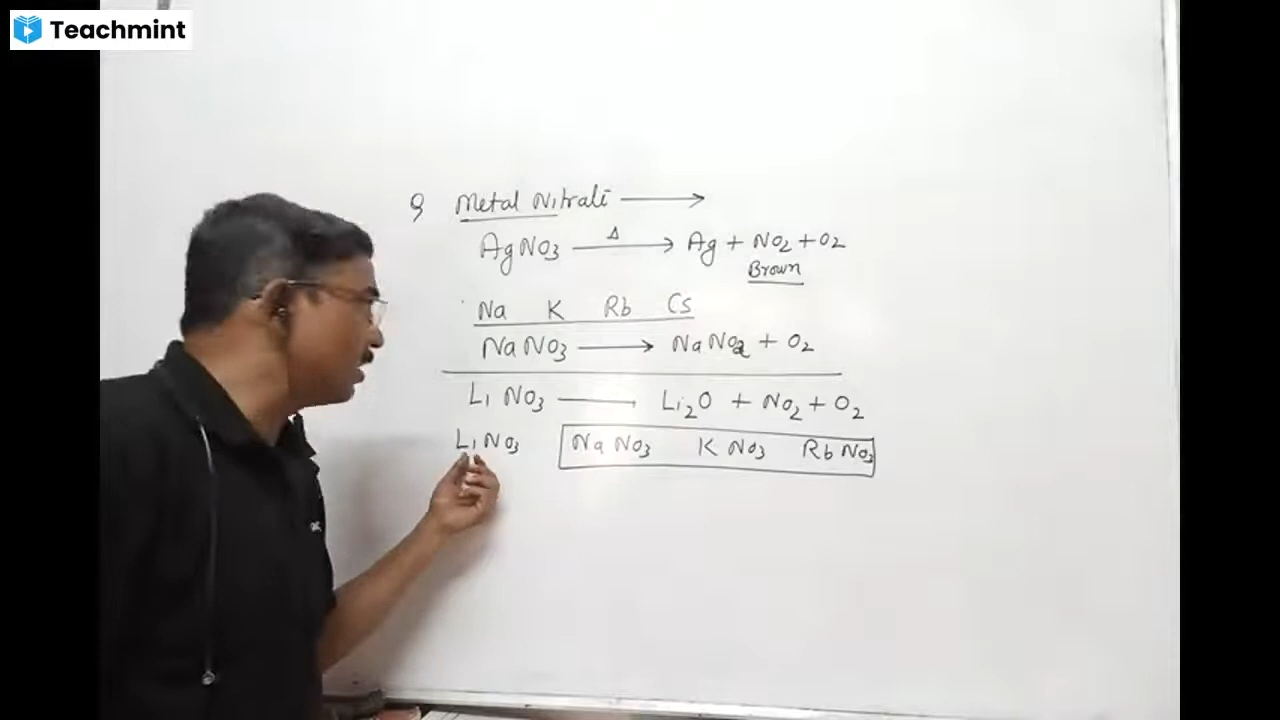 Teachmint
9 Metal Nitrate ⟶
AgNO3 —Δ→ Ag + NO2 + O2
Brown
Na K Rb Cs
NaNO3 ⟶ NaNO2 + O2
LiNO3 — Li2O + NO2 + O2
LiNO3 NaNO3 KNO3 RbNO3